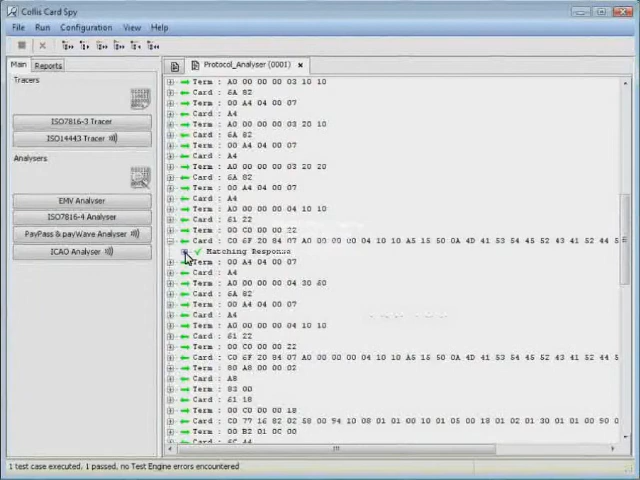 Collis Card Spy
File Run Configuration View Help
Main Reports
Protocol_Analyser (0001)
Tracers
ISO7816-3 Tracer
ISO14443 Tracer
Analysers
EMV Analyser
ISO7816-4 Analyser
PayPass & payWave Analyser
ICAO Analyser
Term : A0 00 00 00 03 10 10
Card : 6A 82
Term : 00 A4 04 00 07
Card : A4
Term : A0 00 00 00 03 20 10
Card : 6A 82
Term : 00 A4 04 00 07
Card : A4
Term : A0 00 00 00 03 20 20
Card : 6A 82
Term : 00 A4 04 00 07
Card : A4
Term : A0 00 00 00 04 10 10
Card : 61 22
Term : 00 C0 00 00 22
Card : C0 6F 20 84 07 A0 00 00 00 04 10 10 A5 15 50 0A 4D 41 53 54 45 52 43 41 52 44
Matching Response
Term : 00 A4 04 00 07
Card : A4
Term : A0 00 00 00 04 30 60
Card : 6A 82
Term : 00 A4 04 00 07
Card : A4
Term : A0 00 00 00 04 10 10
Card : 61 22
Term : 00 C0 00 00 22
Card : C0 6F 20 84 07 A0 00 00 00 04 10 10 A5 15 50 0A 4D 41 53 54 45 52 43 41 52 44
Term : 80 A8 00 00 02
Card : A8
Term : 83 00
Card : 61 18
Term : 00 C0 00 00 18
Card : C0 77 16 82 02 58 00 94 10 08 01 01 00 10 01 05 00 18 01 02 01 30 01 01 00 90
Term : 00 B2 01 0C 00
Card : 6C 44
1 test case executed, 1 passed, no Test Engine errors encountered